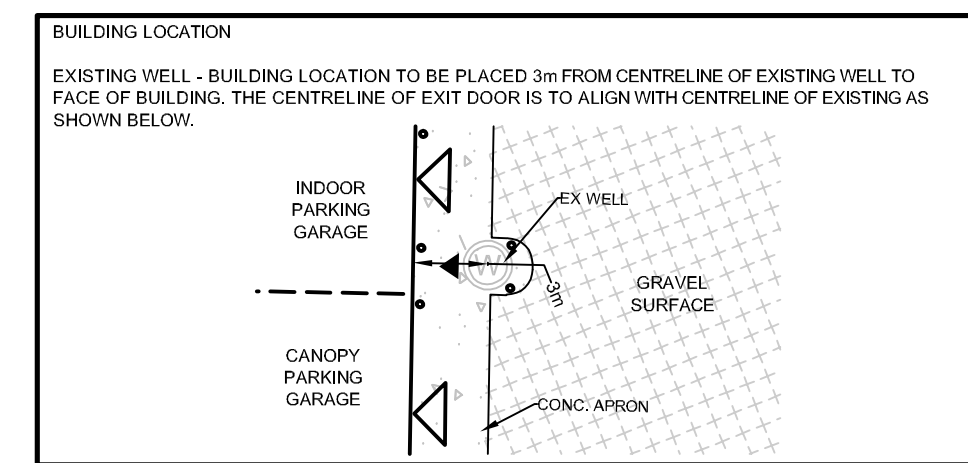 BUILDING LOCATION
EXISTING WELL - BUILDING LOCATION TO BE PLACED 3m FROM CENTRELINE OF EXISTING WELL TO
FACE OF BUILDING. THE CENTRELINE OF EXIT DOOR IS TO ALIGN WITH CENTRELINE OF EXISTING AS
SHOWN BELOW.
INDOOR
PARKING
GARAGE
EX WELL
W
3m
GRAVEL
SURFACE
CANOPY
PARKING
GARAGE
CONC. APRON